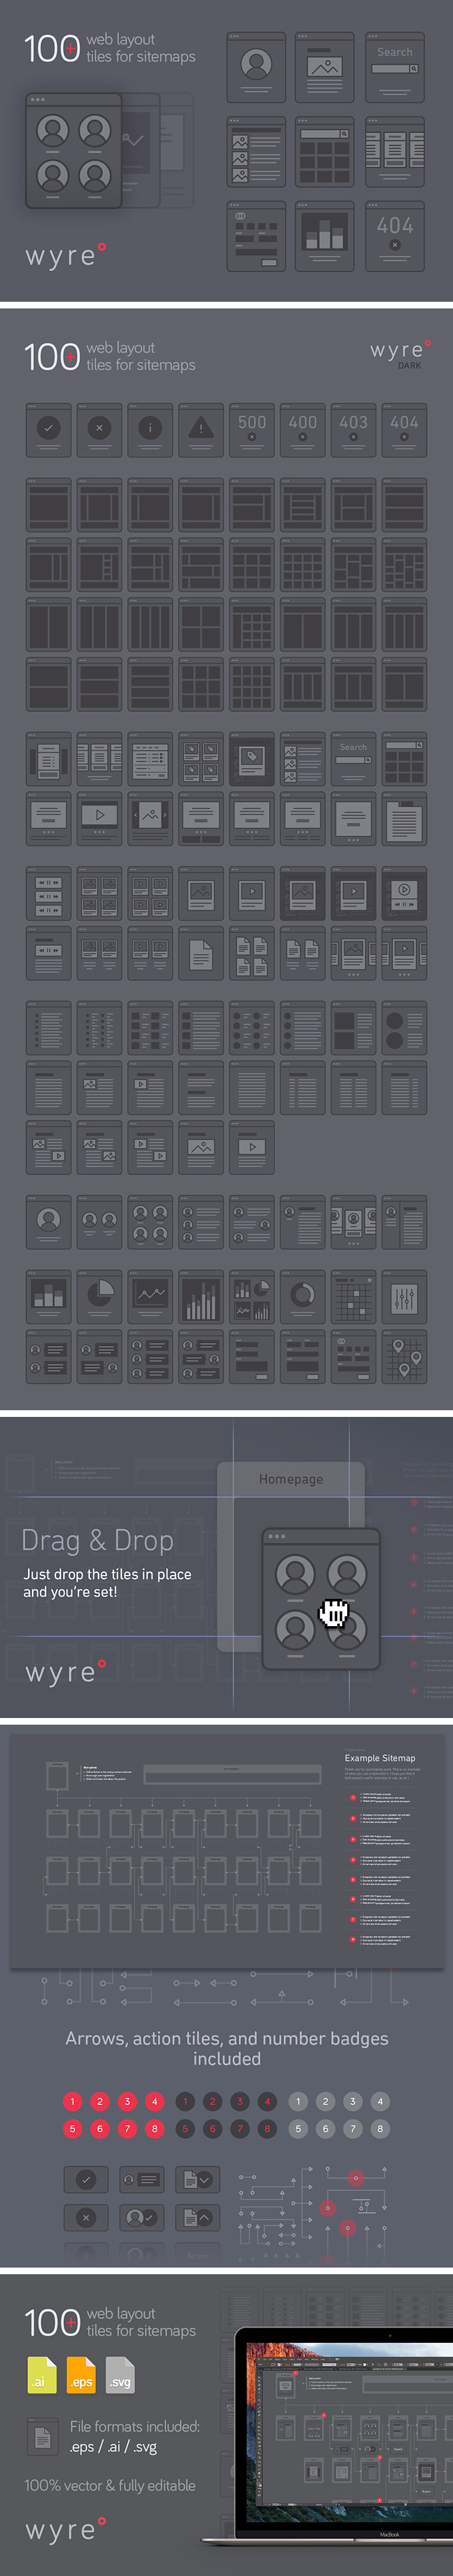 100+ web layout
tiles for sitemaps
Search
404
wyre
100+ web layout
tiles for sitemaps
wyre
DARK
500
400
403
404
Search
Homepage
Drag & Drop
Just drop the tiles in place
and you're set!
wyre
Example Sitemap
Arrows, action tiles, and number badges
included
1 2 3 4 1 2 3 4 1 2 3 4
5 6 7 8 5 6 7 8 5 6 7 8
100+ web layout
tiles for sitemaps
.ai
.eps
.svg
File formats included:
.eps / .ai / .svg
100% vector & fully editable
wyre
MacBook